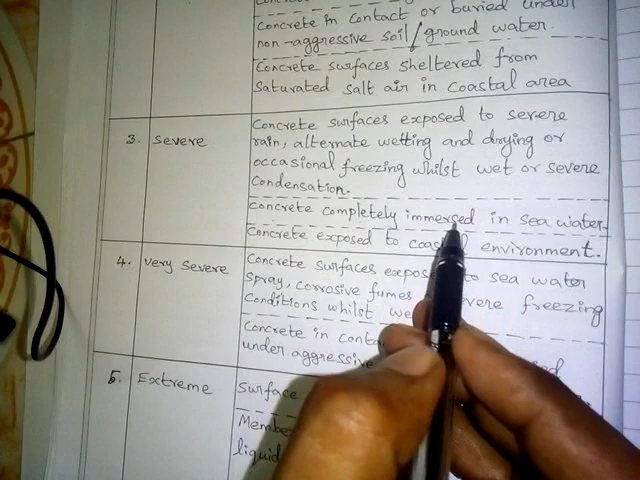 Concrete in contact or buried under
non-aggressive soil/ground water.
Concrete surfaces sheltered from
saturated salt air in coastal area
3. Severe
Concrete surfaces exposed to severe
rain, alternate wetting and drying or
occasional freezing whilst wet or severe
condensation.
Concrete completely immersed in sea water.
Concrete exposed to coastal environment.
4. Very severe
Concrete surfaces to sea water
spray, corrosive fumes freezing
conditions whilst
Concrete in
under aggressive
5. Extreme
Surface
liquid